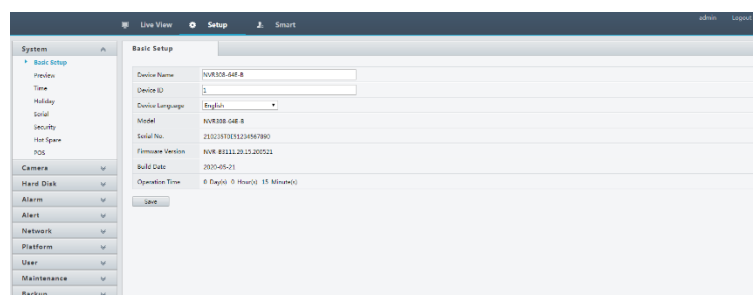 admin Logout
Live View Setup Smart
System
Basic Setup
Preview
Time
Holiday
Serial
Security
Hot Spare
POS
Camera
Hard Disk
Alarm
Alert
Network
Platform
User
Maintenance
Backup
Basic Setup
Device Name NVR308-64E-B
Device ID 1
Device Language English
Model NVR308-64E-B
Serial No.
Firmware Version NVR-B3111.29.15.200521
Build Date 2020-05-21
Operation Time 0 Day(s) 0 Hour(s) 15 Minute(s)
Save